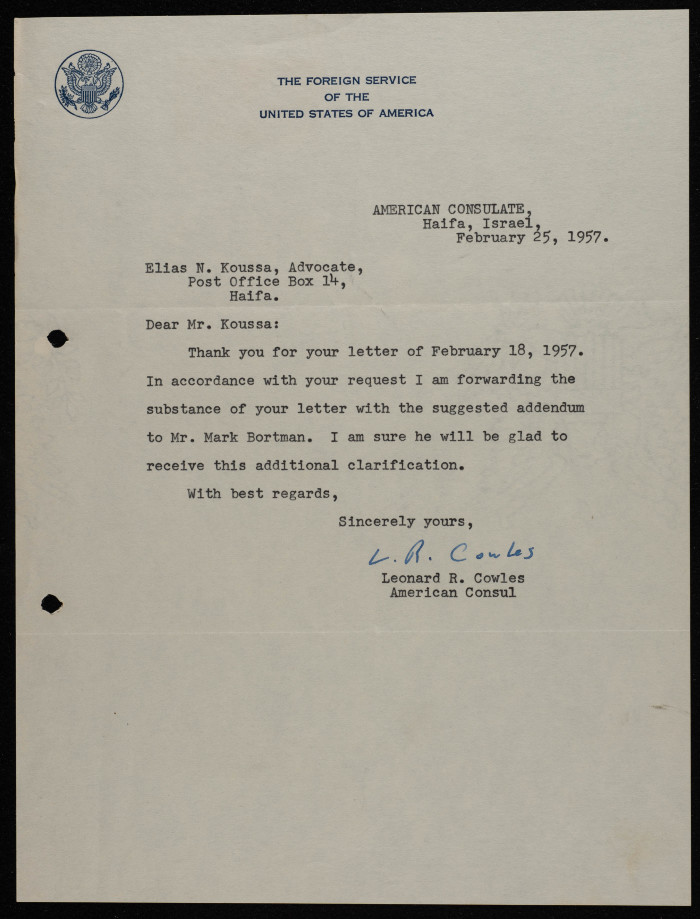 THE FOREIGN SERVICE
OF THE
UNITED STATES OF AMERICA
AMERICAN CONSULATE,
Haifa, Israel,
February 25, 1957.
Elias N. Koussa, Advocate,
Post Office Box 14,
Haifa.
Dear Mr. Koussa:
Thank you for your letter of February 18, 1957.
In accordance with your request I am forwarding the
substance of your letter with the suggested addendum
to Mr. Mark Bortman.  I am sure he will be glad to
receive this additional clarification.
With best regards,
Sincerely yours,
L. R. Cowles
Leonard R. Cowles
American Consul